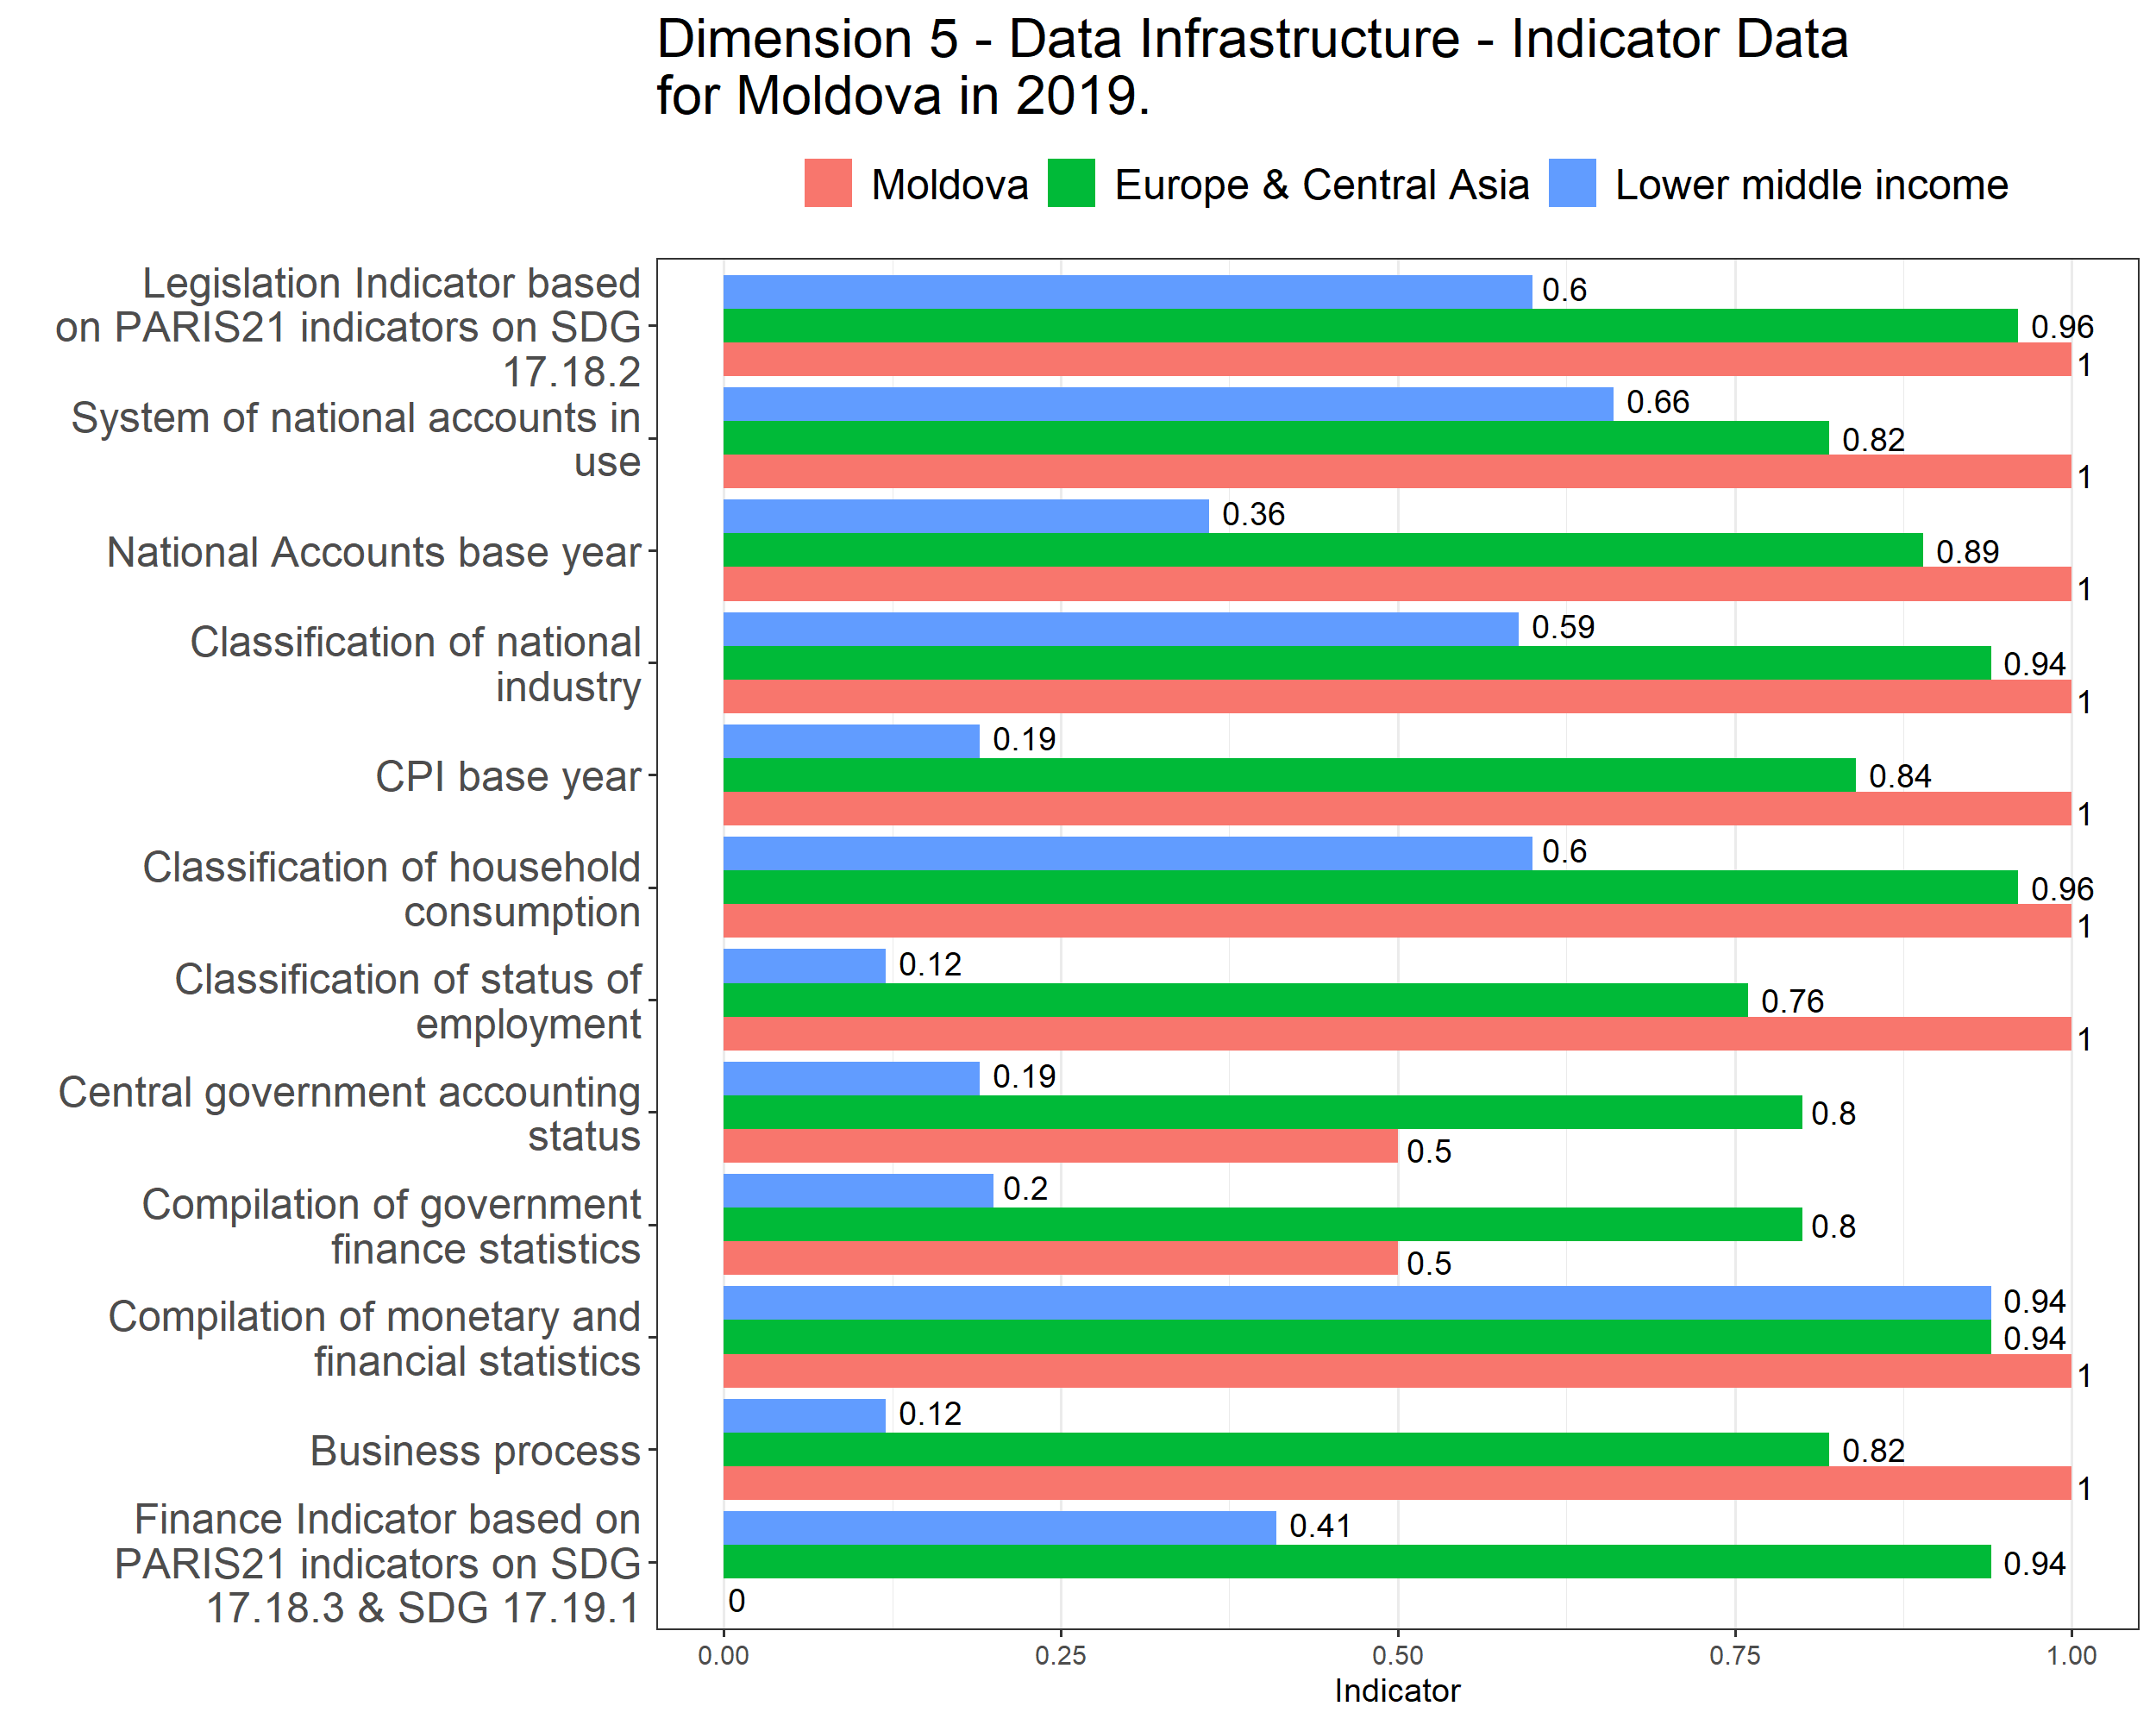 Dimension 5 - Data Infrastructure - Indicator Data
for Moldova in 2019.
Moldova
Europe & Central Asia
Lower middle income
Legislation Indicator based
on PARIS21 indicators on SDG
17.18.2
0.6
0.96
1
System of national accounts in
use
0.66
0.82
1
National Accounts base year
0.36
0.89
1
Classification of national
industry
0.59
0.94
1
CPI base year
0.19
0.84
1
Classification of household
consumption
0.6
0.96
1
Classification of status of
employment
0.12
0.76
1
Central government accounting
status
0.19
0.8
0.5
Compilation of government
finance statistics
0.2
0.8
0.5
Compilation of monetary and
financial statistics
0.94
0.94
1
Business process
0.12
0.82
1
Finance Indicator based on
PARIS21 indicators on SDG
17.18.3 & SDG 17.19.1
0.41
0.94
0
0.00 0.25 0.50 0.75 1.00
Indicator